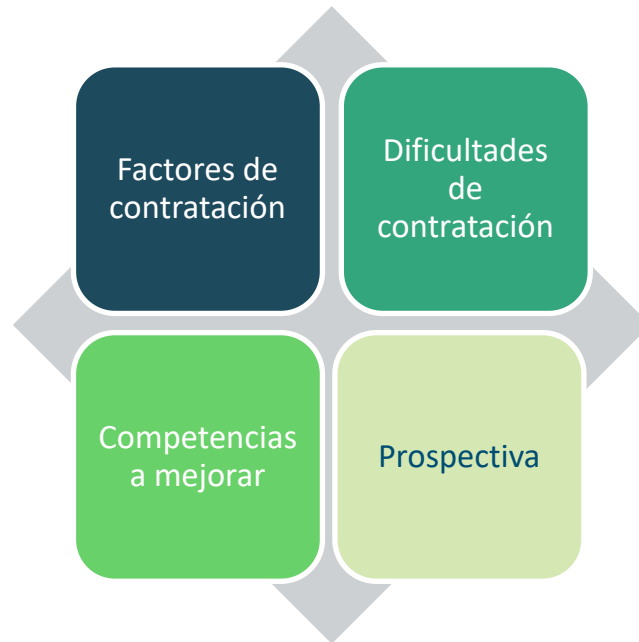 Factores de
contratación
Dificultades
de
contratación
Competencias
a mejorar
Prospectiva